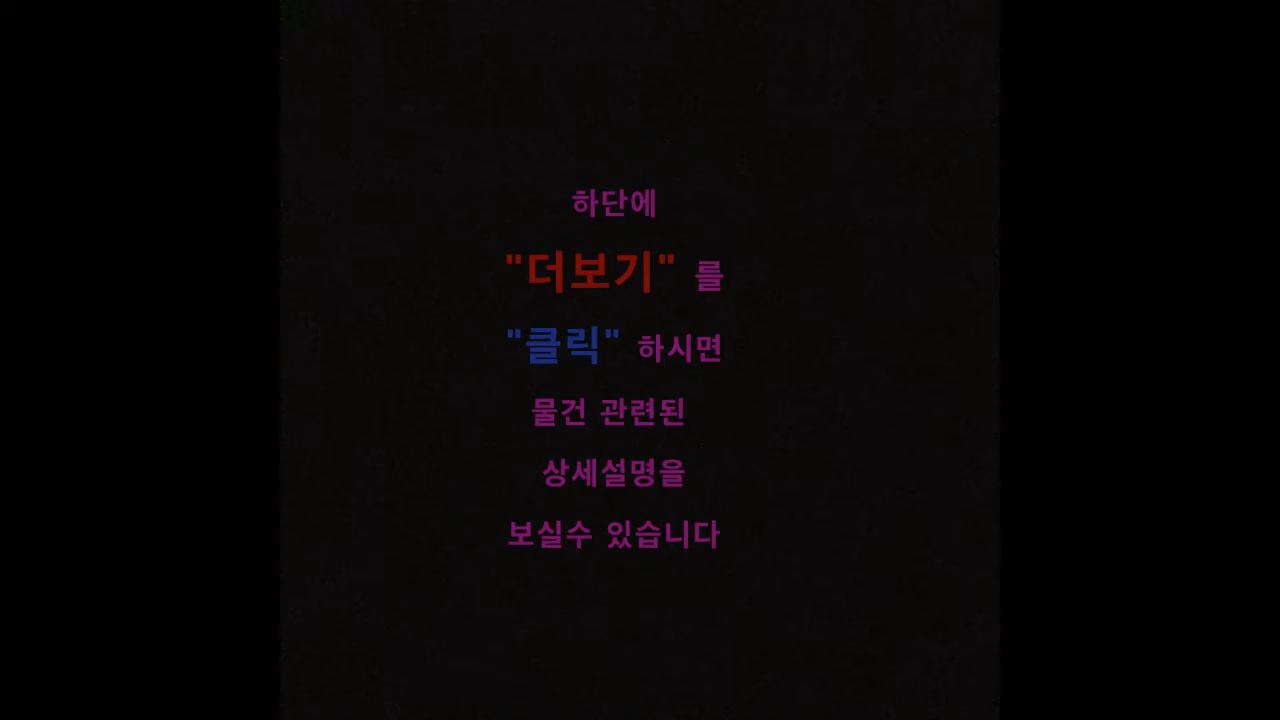 하단에
"더보기" 를
"클릭" 하시면
물건 관련된
상세설명을
보실수 있습니다